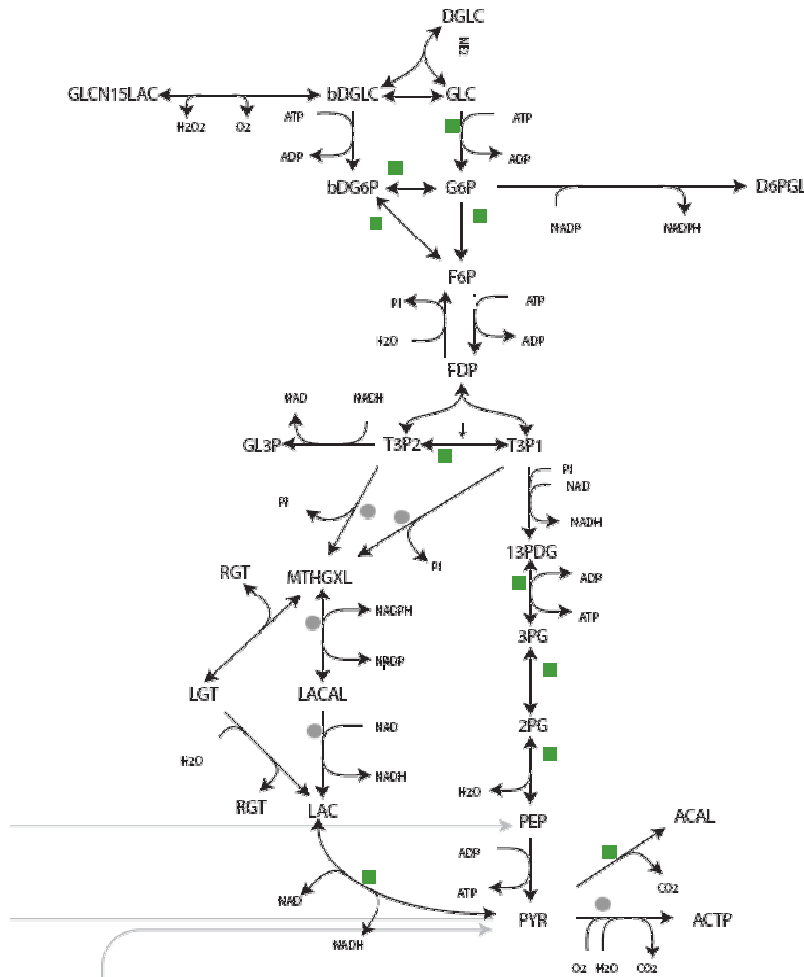 DGLC
NE2
GLCN15LAC bDGLC GLC
H2O2 O2 ATP ATP
ADP ADP
bDG6P G6P D6PGL
NADP NADPH
F6P
PI ATP
H2O ADP
FDP
NAD NADH
GL3P T3P2 T3P1
PI
NAD
PI NADH
13PDG
PI
RGT MTHGXL ADP
NADPH ATP
3PG
NADP
LGT LACAL
NAD 2PG
H2O
NADH H2O
RGT LAC PEP ACAL
ADP
CO2
ATP
NAD
PYR ACTP
NADH
O2 H2O CO2